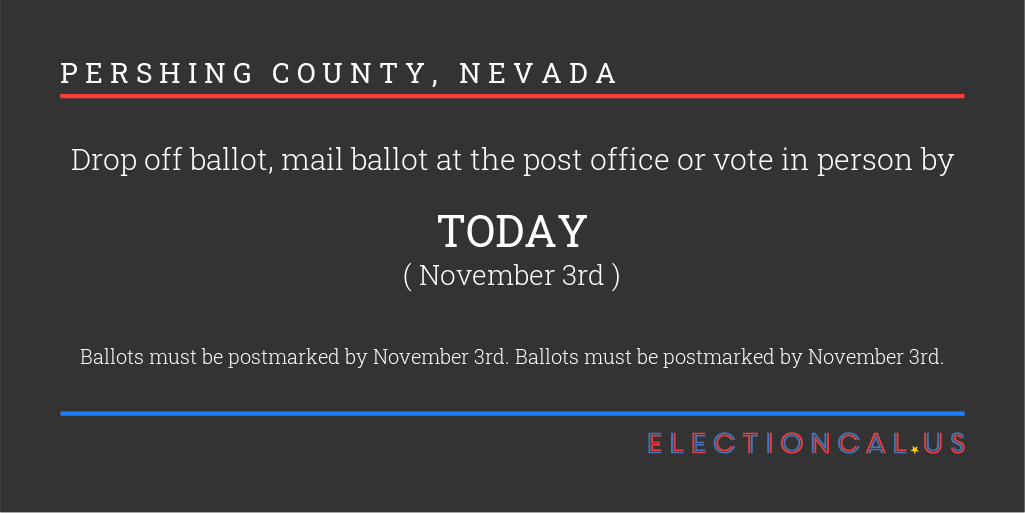 PERSHING COUNTY, NEVADA
Drop off ballot, mail ballot at the post office or vote in person by
TODAY
( November 3rd )
Ballots must be postmarked by November 3rd. Ballots must be postmarked by November 3rd.
ELECTIONCAL.US